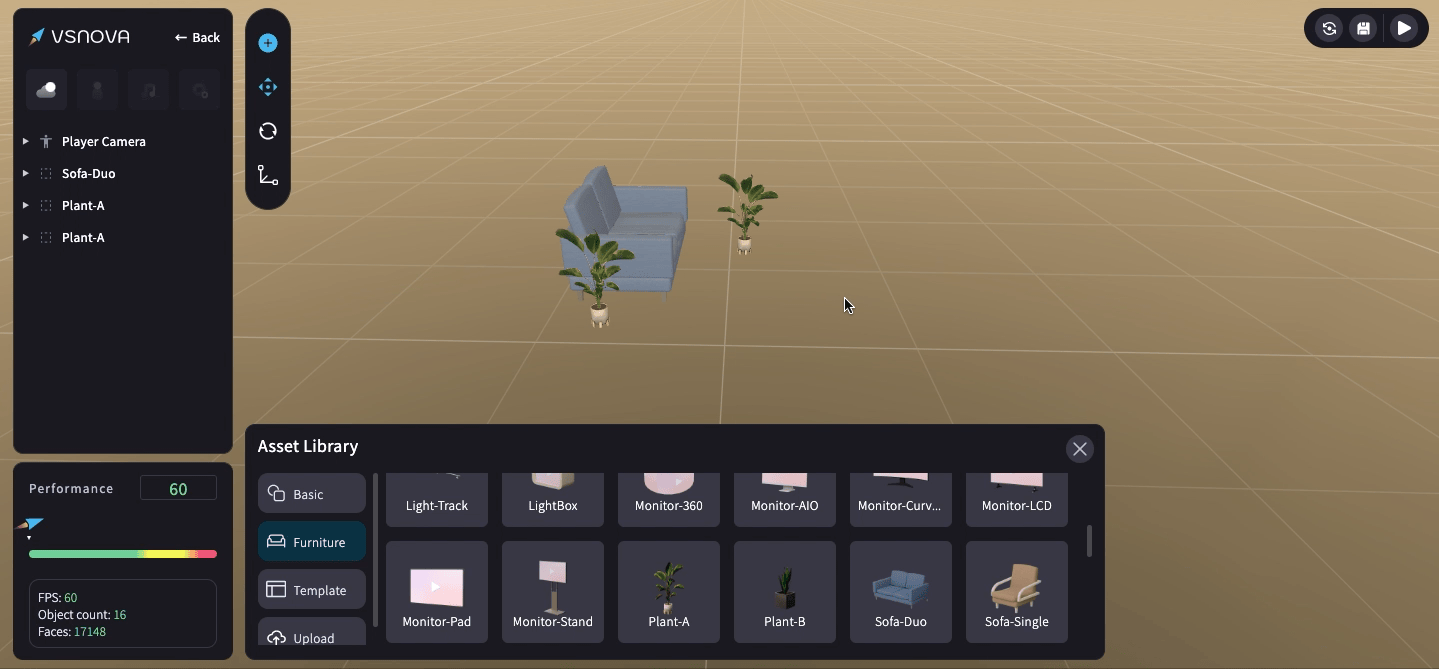 VSNOVA
← Back
Player Camera
Sofa-Duo
Plant-A
Plant-A
Performance
60
FPS: 60
Object count: 16
Faces: 17148
Asset Library
Basic
Furniture
Template
Upload
Light-Track
LightBox
Monitor-360
Monitor-AIO
Monitor-Curv...
Monitor-LCD
Monitor-Pad
Monitor-Stand
Plant-A
Plant-B
Sofa-Duo
Sofa-Single